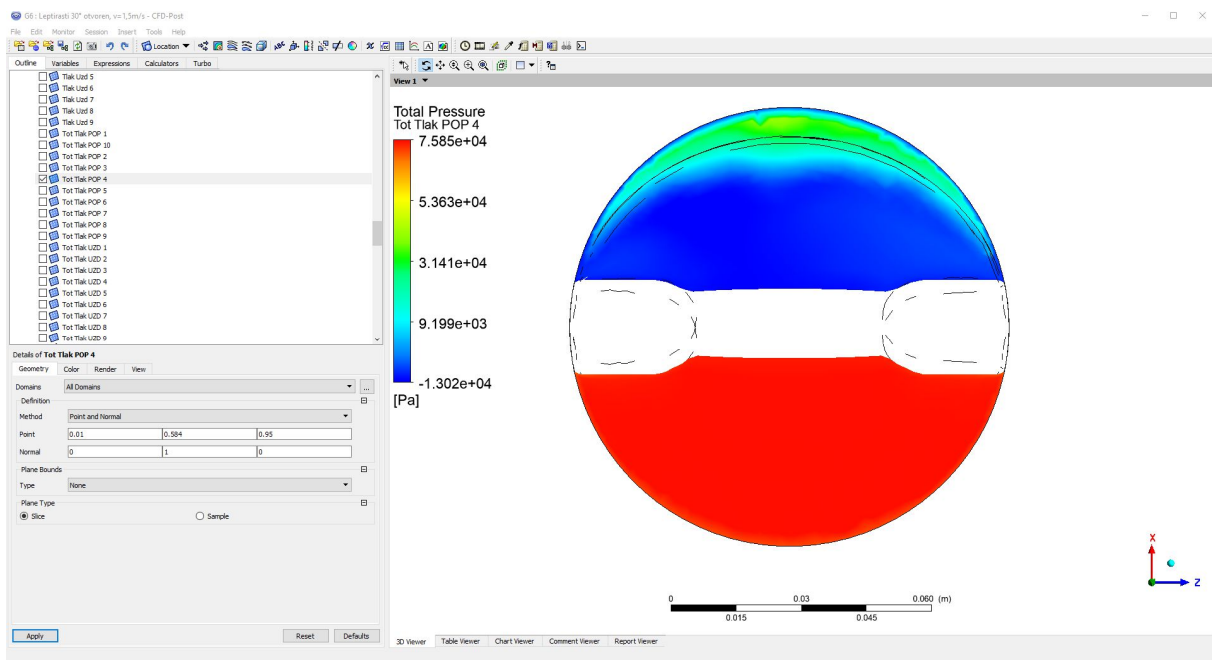 G6: Leptirasti 30° otvoren, v=1,5m/s - CFD-Post
File Edit Monitor Session Insert Tools Help
Location
Outline Variables Expressions Calculators Turbo
Tlak Uzd 5
Tlak Uzd 6
Tlak Uzd 7
Tlak Uzd 8
Tlak Uzd 9
Tot Tlak POP 1
Tot Tlak POP 10
Tot Tlak POP 2
Tot Tlak POP 3
Tot Tlak POP 4
Tot Tlak POP 5
Tot Tlak POP 6
Tot Tlak POP 7
Tot Tlak POP 8
Tot Tlak POP 9
Tot Tlak UZD 1
Tot Tlak UZD 2
Tot Tlak UZD 3
Tot Tlak UZD 4
Tot Tlak UZD 5
Tot Tlak UZD 6
Tot Tlak UZD 7
Tot Tlak UZD 8
Tot Tlak UZD 9
Details of Tot Tlak POP 4
Geometry Color Render View
Domains All Domains ...
Definition
Method Point and Normal
Point 0.01 0.584 0.95
Normal 0 1 0
Plane Bounds
Type None
Plane Type
Slice Sample
Apply Reset Defaults
View 1
Total Pressure
Tot Tlak POP 4
7.585e+04
5.363e+04
3.141e+04
9.199e+03
-1.302e+04
[Pa]
X
Z
0 0.03 0.060 (m)
0.015 0.045
3D Viewer Table Viewer Chart Viewer Comment Viewer Report Viewer